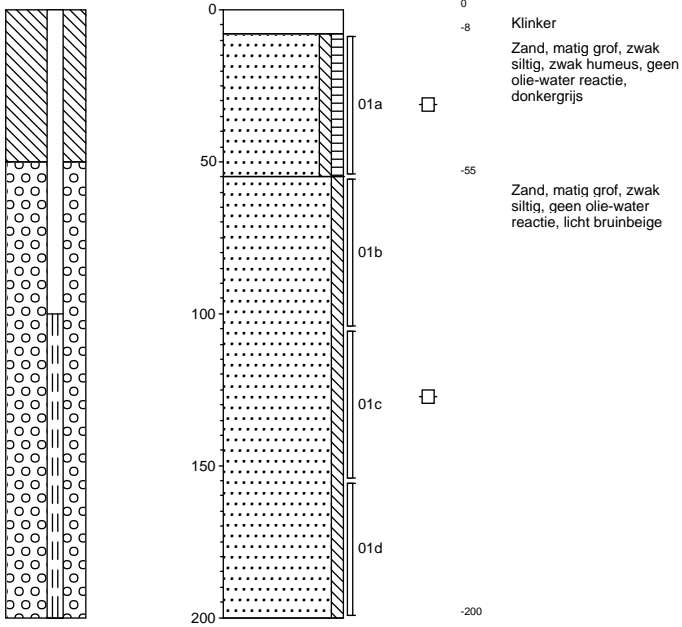 0
50
100
150
200
01a
01b
01c
01d
0
-8
-55
-200
Klinker
Zand, matig grof, zwak
siltig, zwak humeus, geen
olie-water reactie,
donkergrijs
Zand, matig grof, zwak
siltig, geen olie-water
reactie, licht bruinbeige